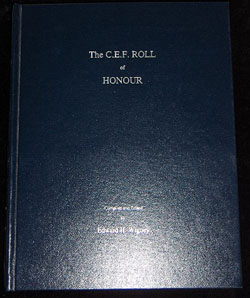 The C.E.F. ROLL
of
HONOUR
Compiled and Edited
by
Edward H. Wigney